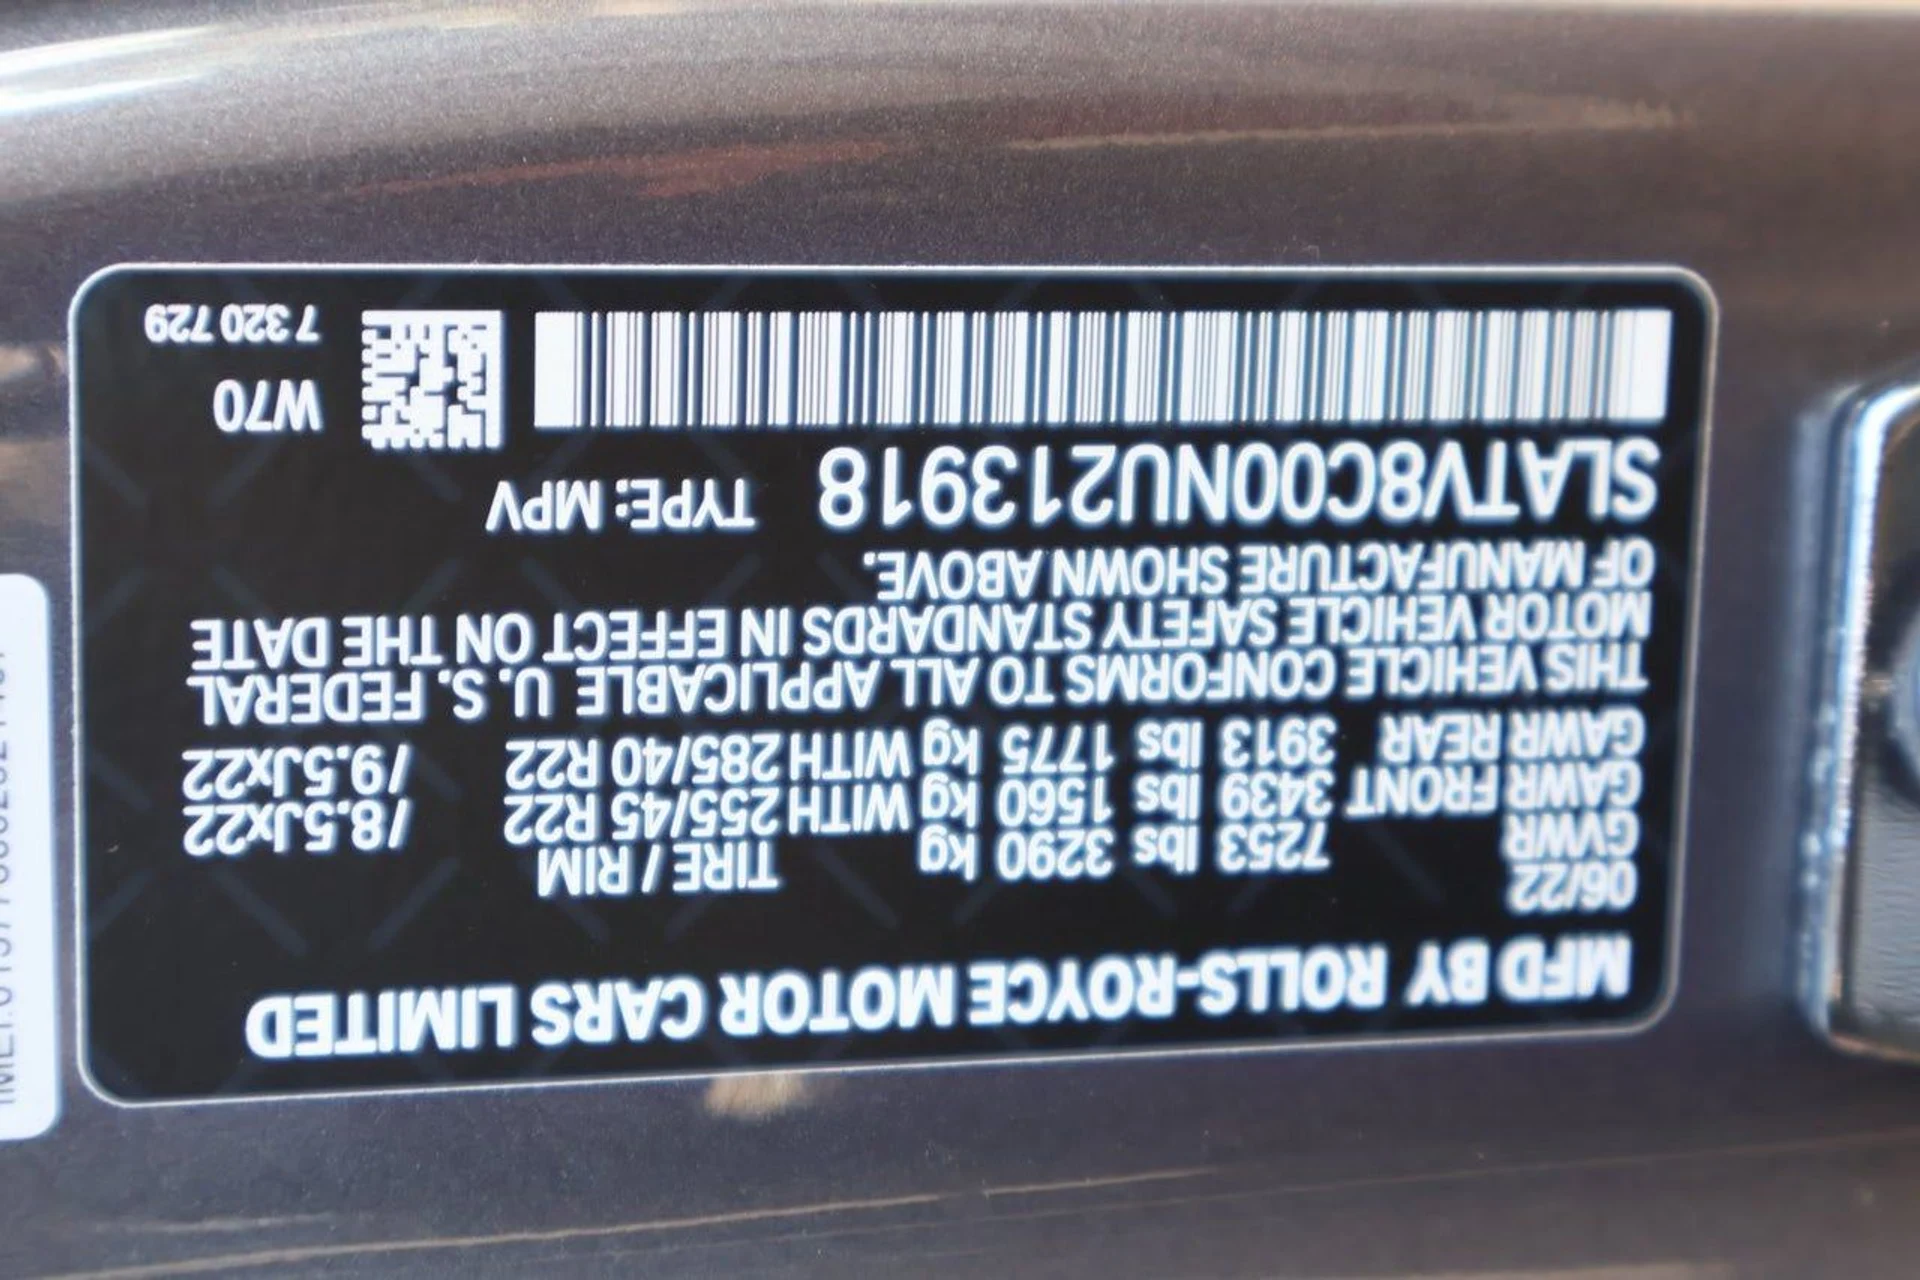 MFD BY ROLLS-ROYCE MOTOR CARS LIMITED
06/22
GVWR 7253 lbs 3290 kg TIRE / RIM
GAWR FRONT 3439 lbs 1560 kg WITH 255/45 R22 /8.5Jx22
GAWR REAR 3913 lbs 1775 kg WITH 285/40 R22 /9.5Jx22
THIS VEHICLE CONFORMS TO ALL APPLICABLE U. S. FEDERAL
MOTOR VEHICLE SAFETY STANDARDS IN EFFECT ON THE DATE
OF MANUFACTURE SHOWN ABOVE.
SLATV8C00NU213918 TYPE: MPV
W70
7 320 729